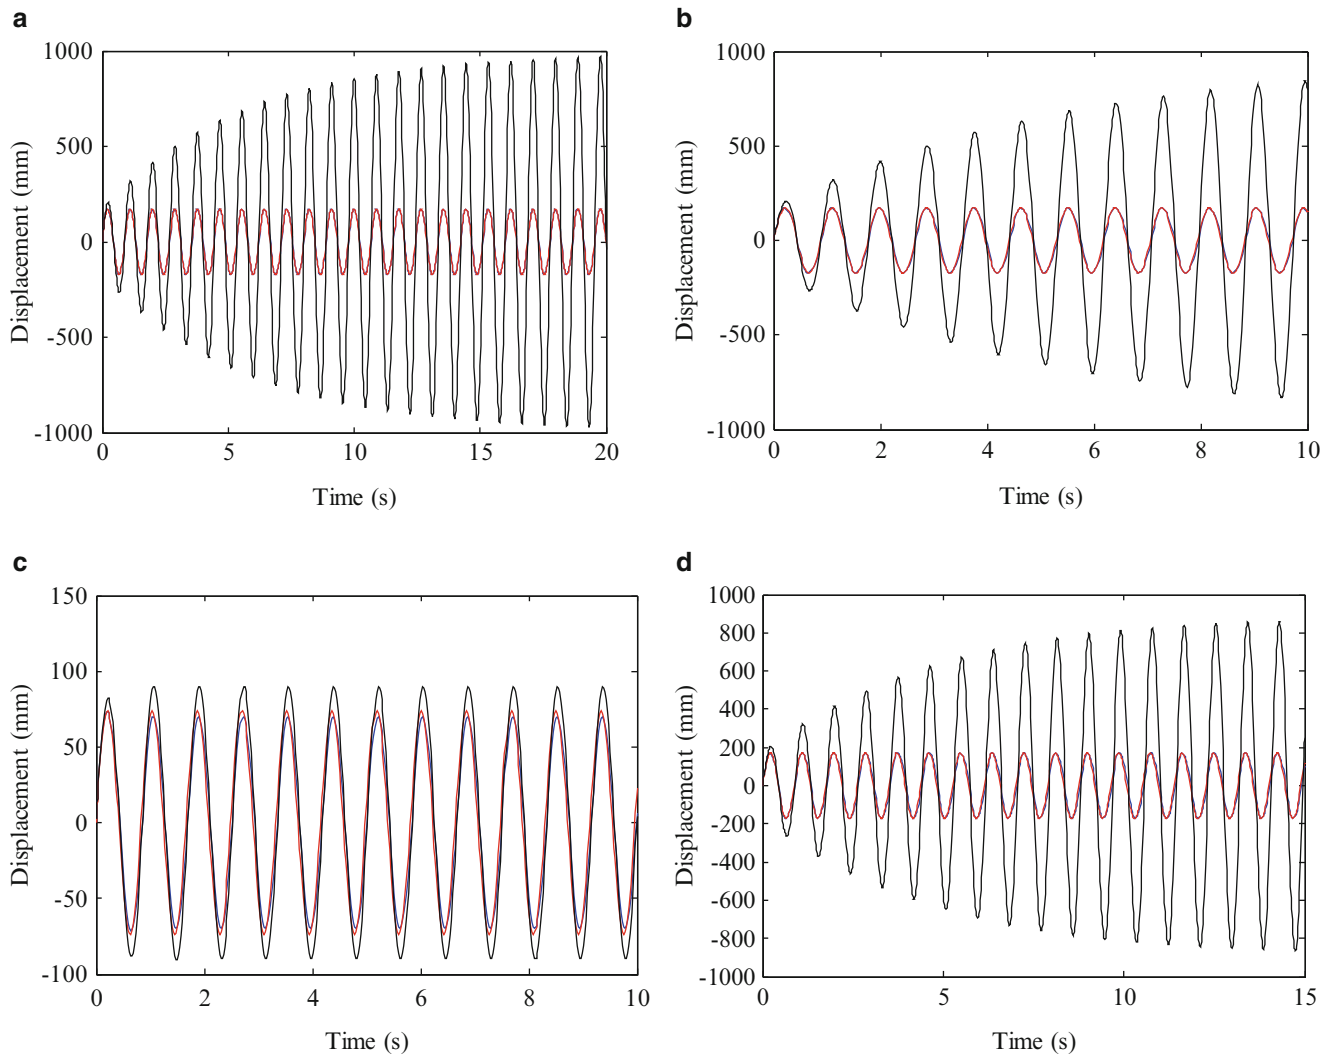 a
1000
500
0
-500
-1000
0 5 10 15 20
Displacement (mm)
Time (s)
b
1000
500
0
-500
-1000
0 2 4 6 8 10
Displacement (mm)
Time (s)
c
150
100
50
0
-50
-100
0 2 4 6 8 10
Displacement (mm)
Time (s)
d
1000
800
600
400
200
0
-200
-400
-600
-800
-1000
0 5 10 15
Displacement (mm)
Time (s)